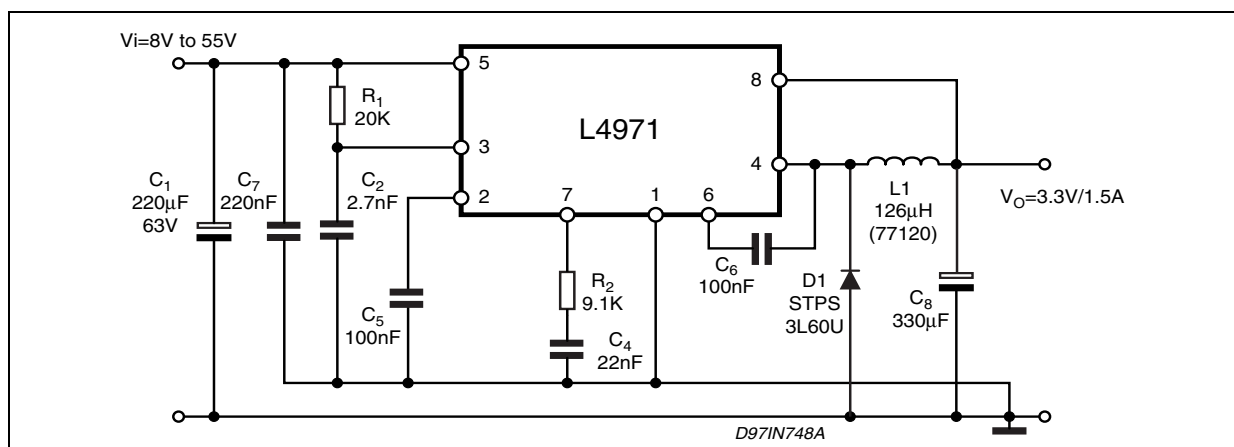 Vi=8V to 55V
5
8
R1
20K
L4971
3
4
C1
220µF
63V
C7
220nF
C2
2.7nF
2
7
1
6
L1
126µH
(77120)
VO=3.3V/1.5A
C6
100nF
R2
9.1K
D1
STPS
3L60U
C8
330µF
C5
100nF
C4
22nF
D97IN748A